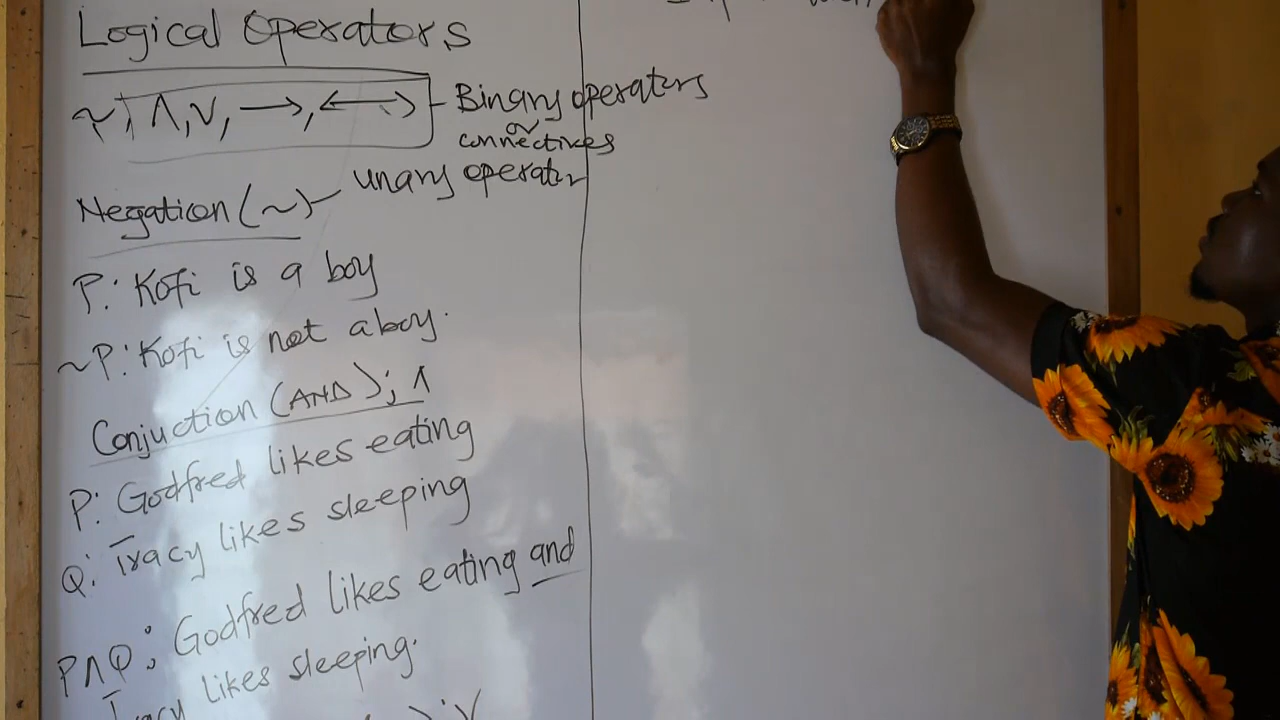 Logical Operators
~, ∧, ∨, →, ↔ Binary operators
or
connectives
Negation (~) - unary operator
P: Kofi is a boy
~P: Kofi is not a boy.
Conjuction (AND); ∧
P: Godfred likes eating
Q: Tracy likes sleeping
P∧Q; Godfred likes eating and
Tracy likes sleeping.
; ∨